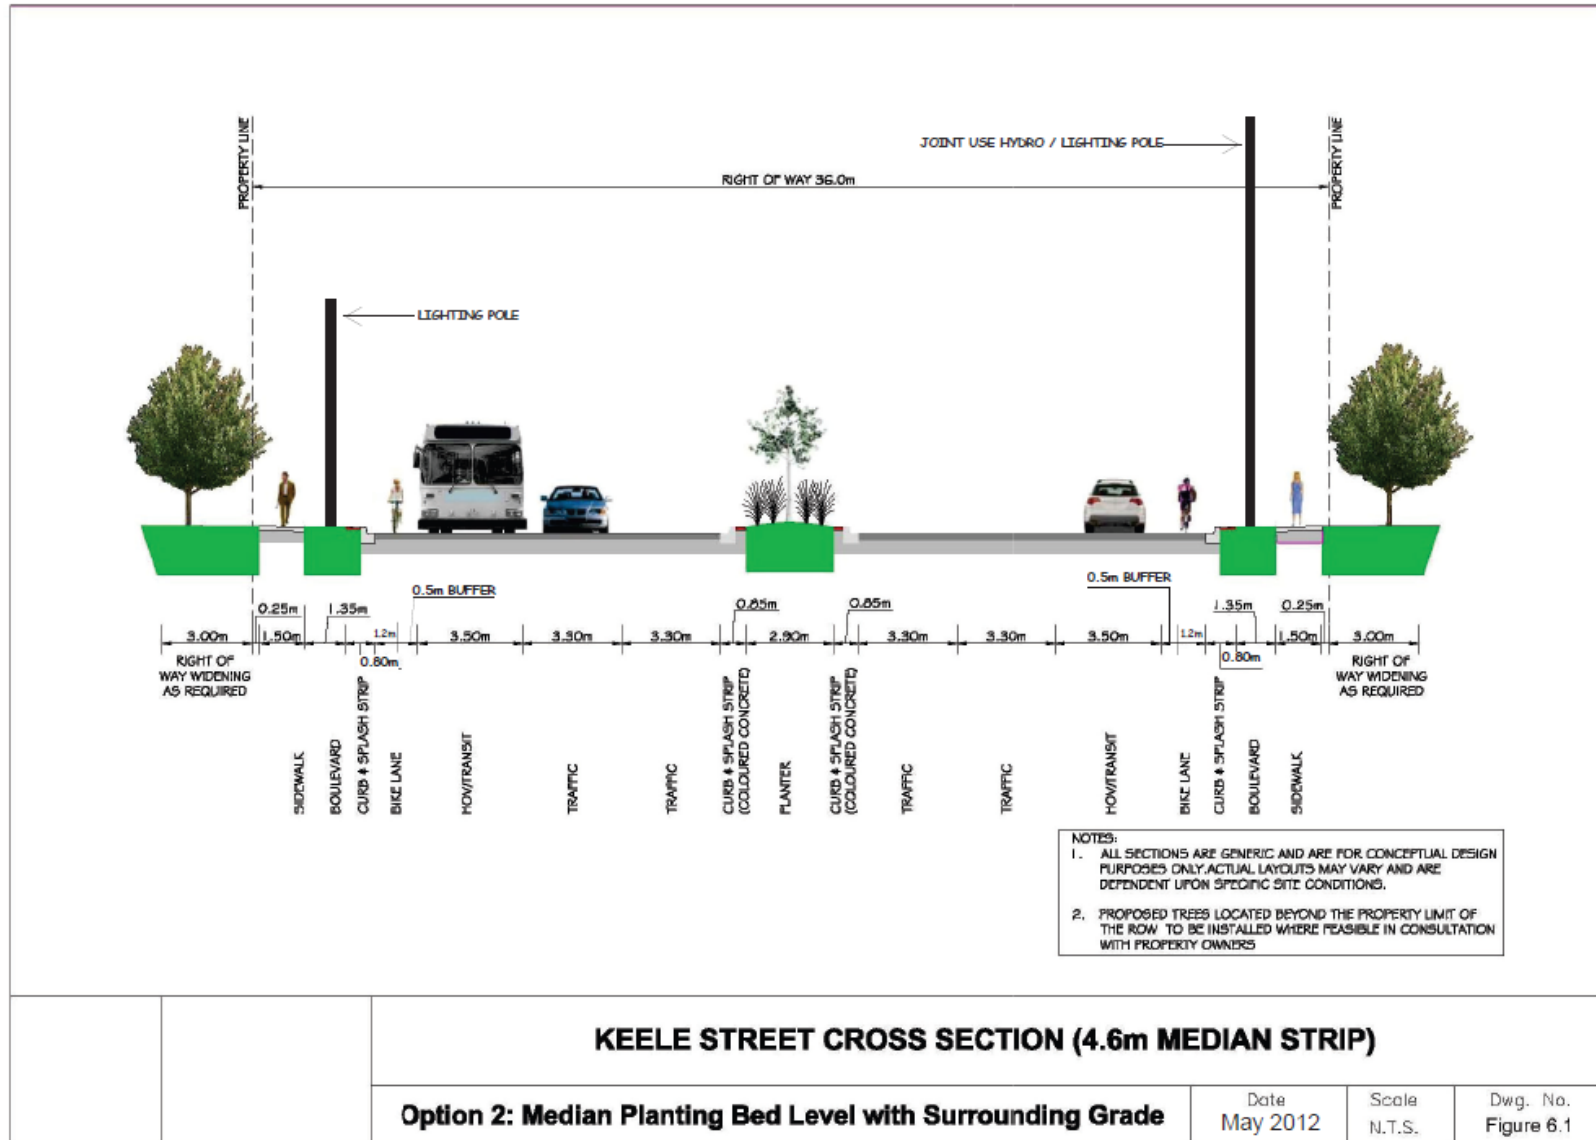 PROPERTY LINE
JOINT USE HYDRO / LIGHTING POLE
PROPERTY LINE
RIGHT OF WAY 36.0m
LIGHTING POLE
0.5m BUFFER
0.5m BUFFER
0.25m
1.35m
0.85m
0.85m
1.35m
0.25m
3.00m
1.50m
1.2m
3.50m
3.30m
3.30m
2.90m
3.30m
3.30m
3.50m
1.2m
1.50m
3.00m
0.80m
0.80m
RIGHT OF
WAY WIDENING
AS REQUIRED
RIGHT OF
WAY WIDENING
AS REQUIRED
SIDEWALK
BOULEVARD
CURB & SPLASH STRIP
BIKE LANE
HOV/TRANSIT
TRAFFIC
TRAFFIC
CURB & SPLASH STRIP
(COLOURED CONCRETE)
PLANTER
CURB & SPLASH STRIP
(COLOURED CONCRETE)
TRAFFIC
TRAFFIC
HOV/TRANSIT
BIKE LANE
CURB & SPLASH STRIP
BOULEVARD
SIDEWALK
NOTES:
1. ALL SECTIONS ARE GENERIC AND ARE FOR CONCEPTUAL DESIGN
PURPOSES ONLY.ACTUAL LAYOUTS MAY VARY AND ARE
DEPENDENT UPON SPECIFIC SITE CONDITIONS.
2. PROPOSED TREES LOCATED BEYOND THE PROPERTY LIMIT OF
THE ROW TO BE INSTALLED WHERE FEASIBLE IN CONSULTATION
WITH PROPERTY OWNERS
KEELE STREET CROSS SECTION (4.6m MEDIAN STRIP)
Option 2: Median Planting Bed Level with Surrounding Grade
Date
May 2012
Scale
N.T.S.
Dwg. No.
Figure 6.1